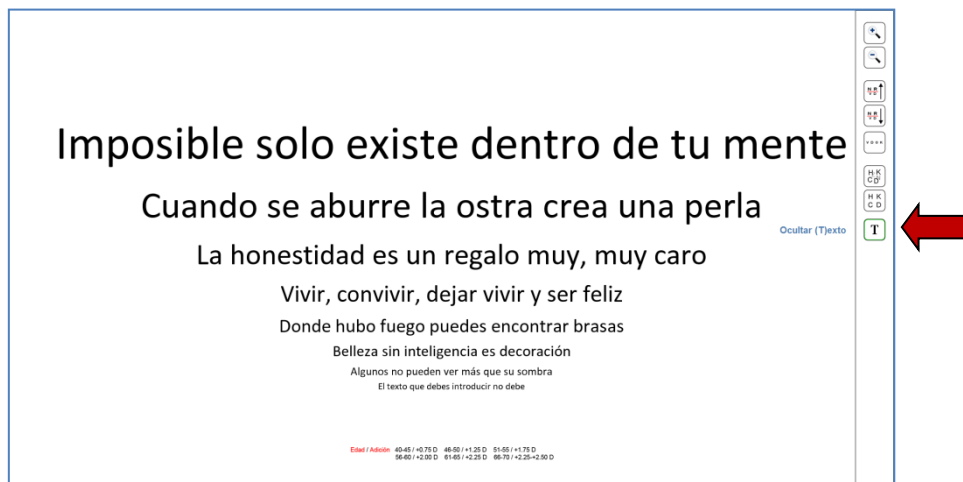 Imposible solo existe dentro de tu mente
Cuando se aburre la ostra crea una perla
Ocultar (T)exto
T
La honestidad es un regalo muy, muy caro
Vivir, convivir, dejar vivir y ser feliz
Donde hubo fuego puedes encontrar brasas
Belleza sin inteligencia es decoración
Algunos no pueden ver más que su sombra
El texto que debes introducir no debe
Edad / Adición 40-45 / +0.75 D 46-50 / +1.25 D 51-55 / +1.75 D
56-60 / +2.00 D 61-65 / +2.25 D 66-70 / +2.25-+2.50 D
H K
C D